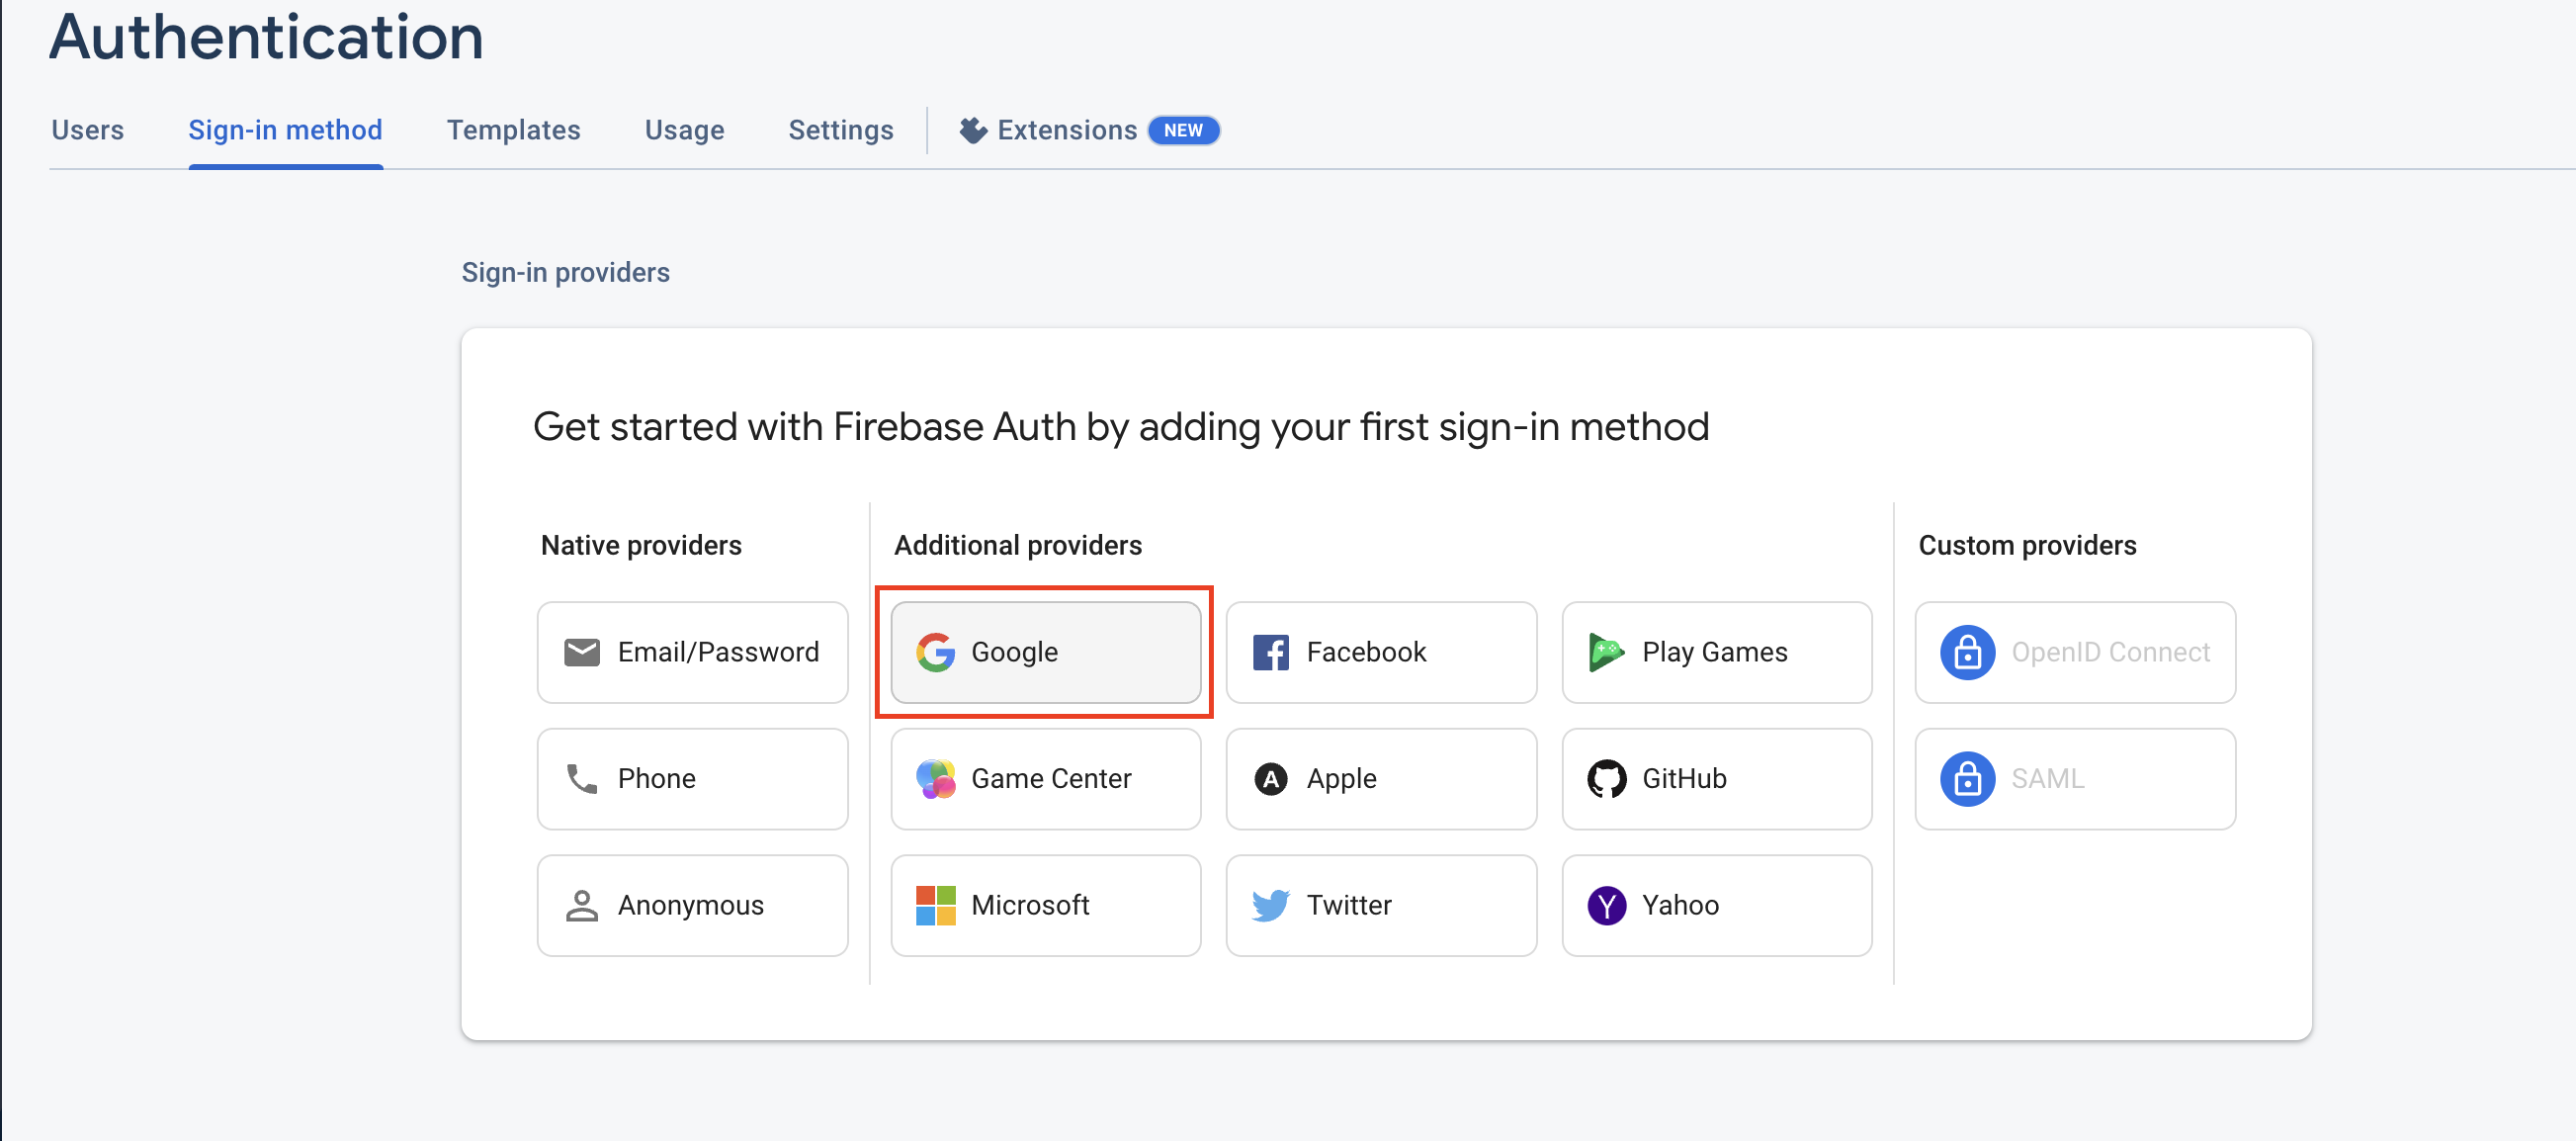 Authentication
Users Sign-in method Templates Usage Settings Extensions NEW
Sign-in providers
Get started with Firebase Auth by adding your first sign-in method
Native providers Additional providers Custom providers
Email/Password Google Facebook Play Games OpenID Connect
Phone Game Center Apple GitHub SAML
Anonymous Microsoft Twitter Yahoo